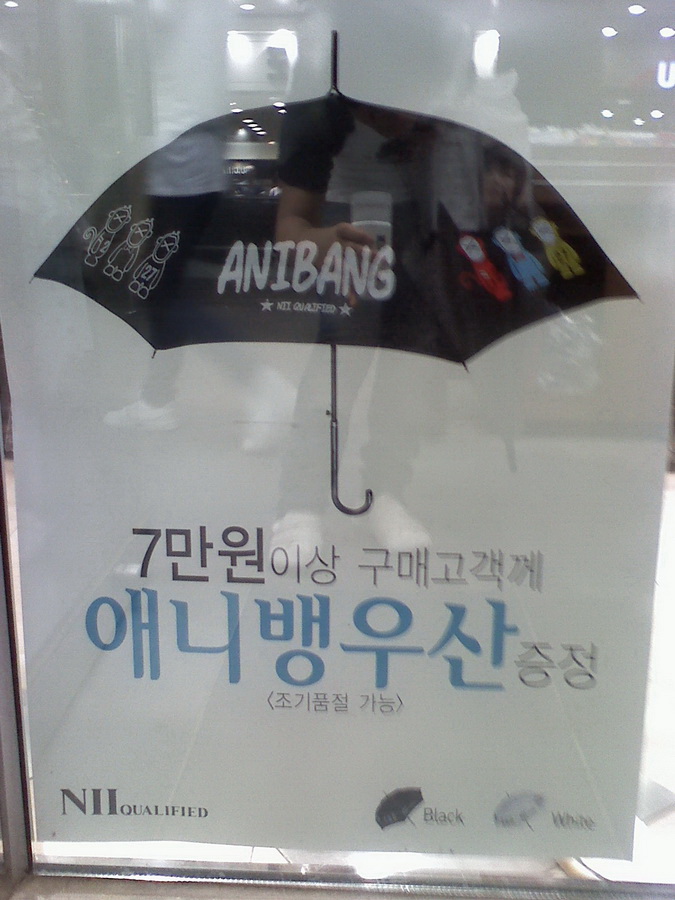 ANIBANG
★ NII QUALIFIED ★
7만원이상 구매고객께
애니뱅우산증정
<조기품절 가능>
NII QUALIFIED
Black
White